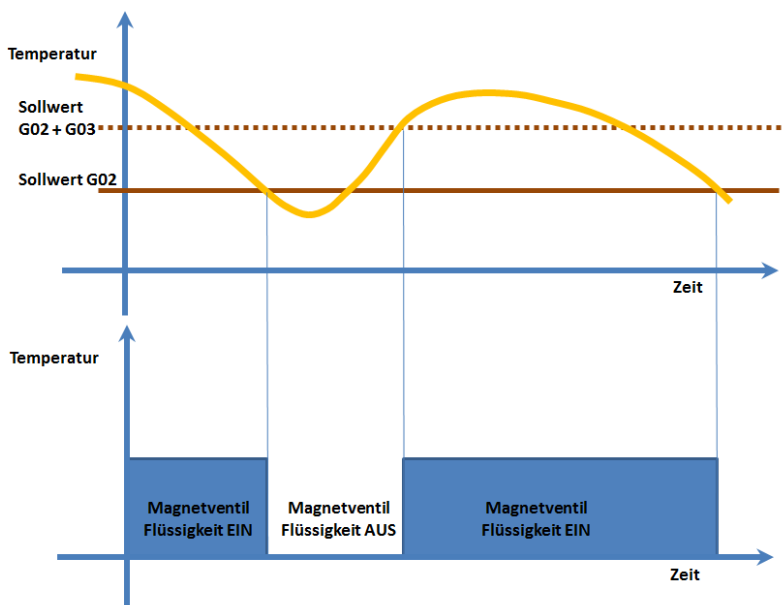 Temperatur
Sollwert
G02 + G03
Sollwert G02
Zeit
Temperatur
Magnetventil
Flüssigkeit EIN
Magnetventil
Flüssigkeit AUS
Magnetventil
Flüssigkeit EIN
Zeit